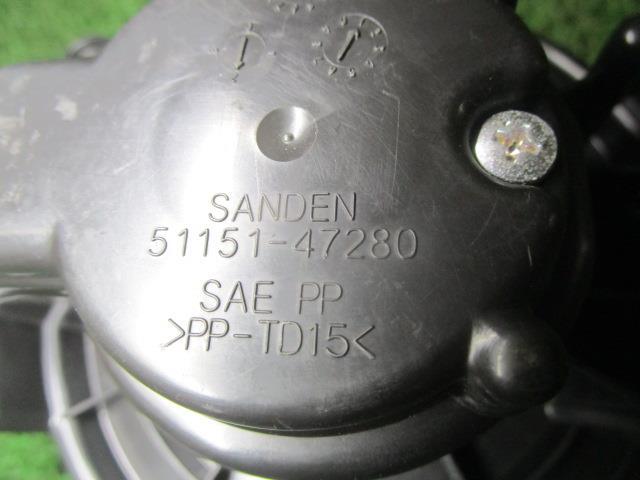 SANDEN
51151-47280
SAE PP
>PP-TD15<